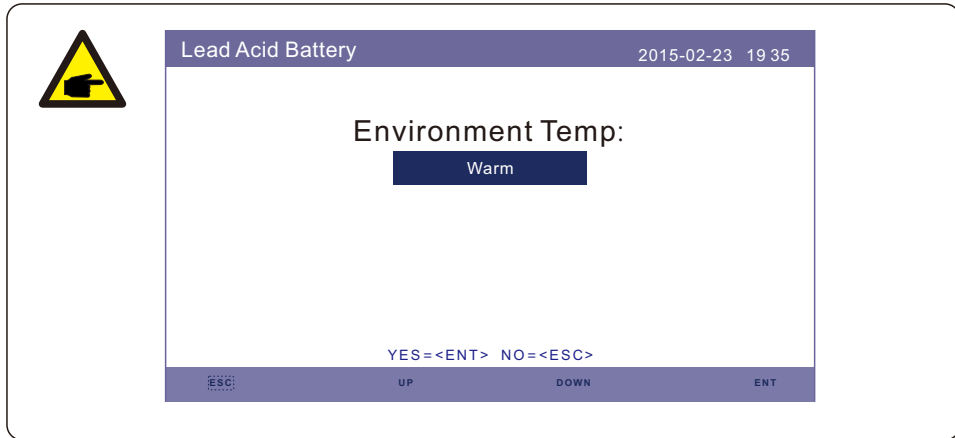 Lead Acid Battery 2015-02-23 19 35
Environment Temp:
Warm
YES=<ENT> NO=<ESC>
ESC UP DOWN ENT